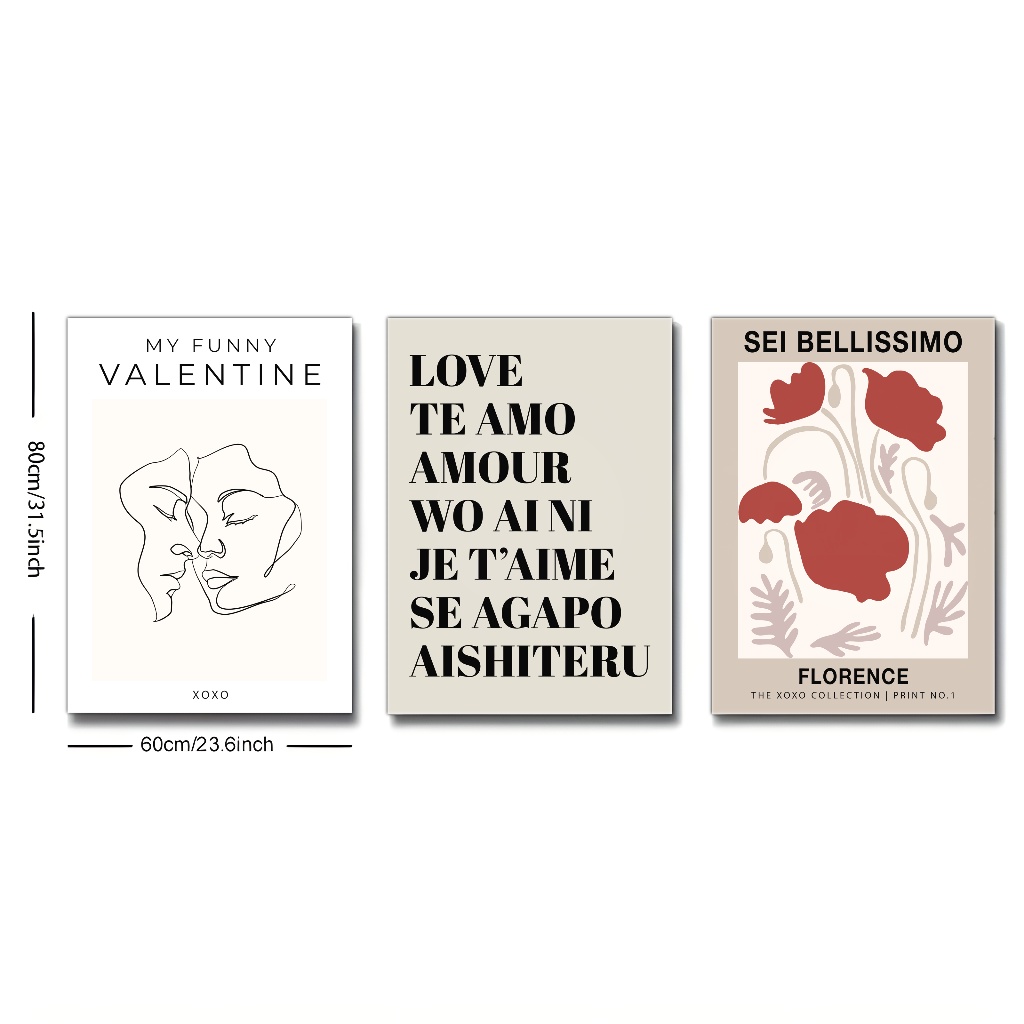 80cm/31.5inch
MY FUNNY
VALENTINE
XOXO
60cm/23.6inch
LOVE
TE AMO
AMOUR
WO AI NI
JE T’AIME
SE AGAPO
AISHITERU
SEI BELLISSIMO
FLORENCE
THE XOXO COLLECTION | PRINT NO.1